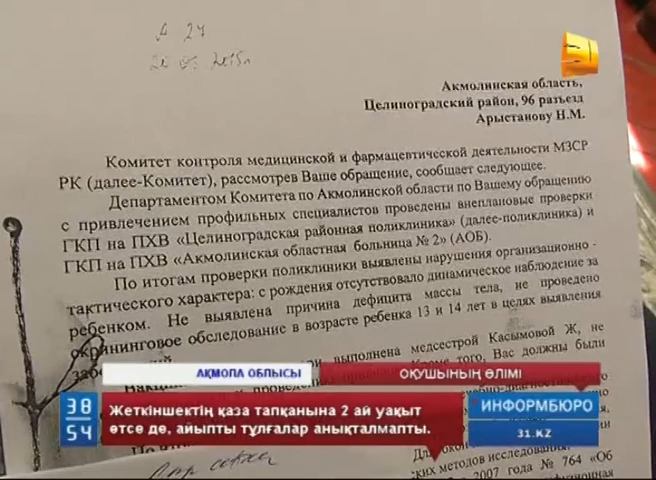 А 24
Акмолинская область,
Целиноградский район, 96 разъезд
Арыстанову Н.М.
Комитет контроля медицинской и фармацевтической деятельности МЗСР
РК (далее-Комитет), рассмотрев Ваше обращение, сообщает следующее.
Департаментом Комитета по Акмолинской области по Вашему обращению
с привлечением профильных специалистов проведены внеплановые проверки
ГКП на ПХВ «Целиноградская районная поликлиника» (далее-поликлиника) и
ГКП на ПХВ «Акмолинская областная больница № 2» (АОБ).
По итогам проверки поликлиники выявлены нарушения организационно -
тактического характера: с рождения отсутствовало динамическое наблюдение за
ребенком. Не выявлена причина дефицита массы тела, не проведено
скрининговое обследование в возрасте ребенка 13 и 14 лет в целях выявления
выполнена медсестрой Касымовой Ж, не
того, Вас должны были
АҚМОЛА ОБЛЫСЫ
ОҚУШЫНЫҢ ӨЛІМІ
38
54
Жеткіншектің қаза тапқанына 2 ай уақыт
өтсе де, айыпты тұлғалар анықталмапты.
ИНФОРМБЮРО
31.KZ
ских методов исследования
2007 года № 764 «Об